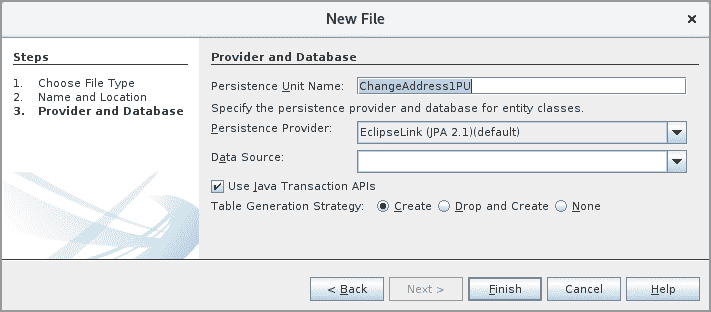 New File
Steps
1. Choose File Type
2. Name and Location
3. Provider and Database
Provider and Database
Persistence Unit Name: ChangeAddress1PU
Specify the persistence provider and database for entity classes.
Persistence Provider: EclipseLink (JPA 2.1)(default)
Data Source:
Use Java Transaction APIs
Table Generation Strategy: Create Drop and Create None
< Back Next > Finish Cancel Help